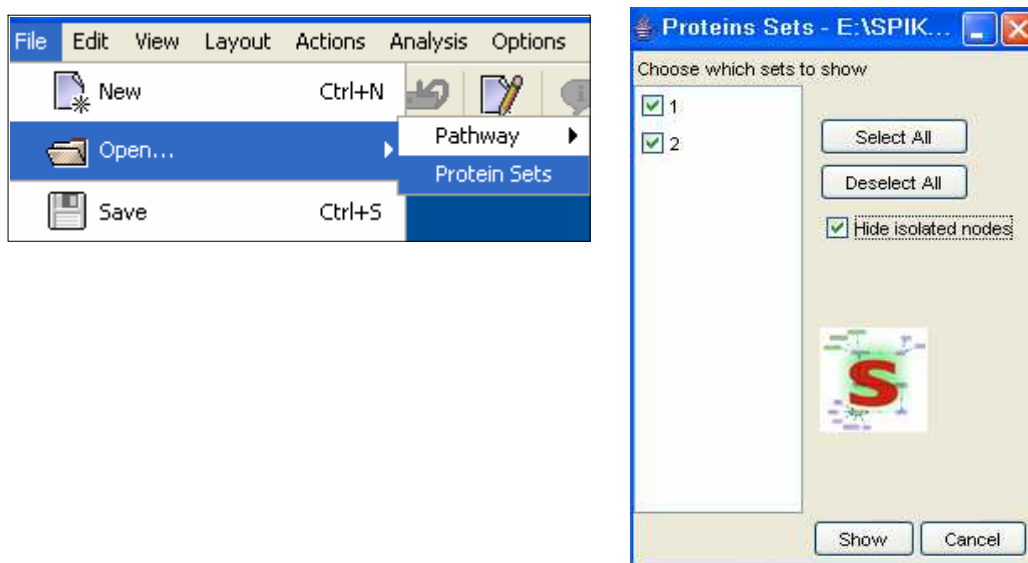 File Edit View Layout Actions Analysis Options
New Ctrl+N
Open...
Pathway
Protein Sets
Save Ctrl+S
Proteins Sets - E:\SPIK...
Choose which sets to show
1
2
Select All
Deselect All
Hide isolated nodes
S
Show Cancel